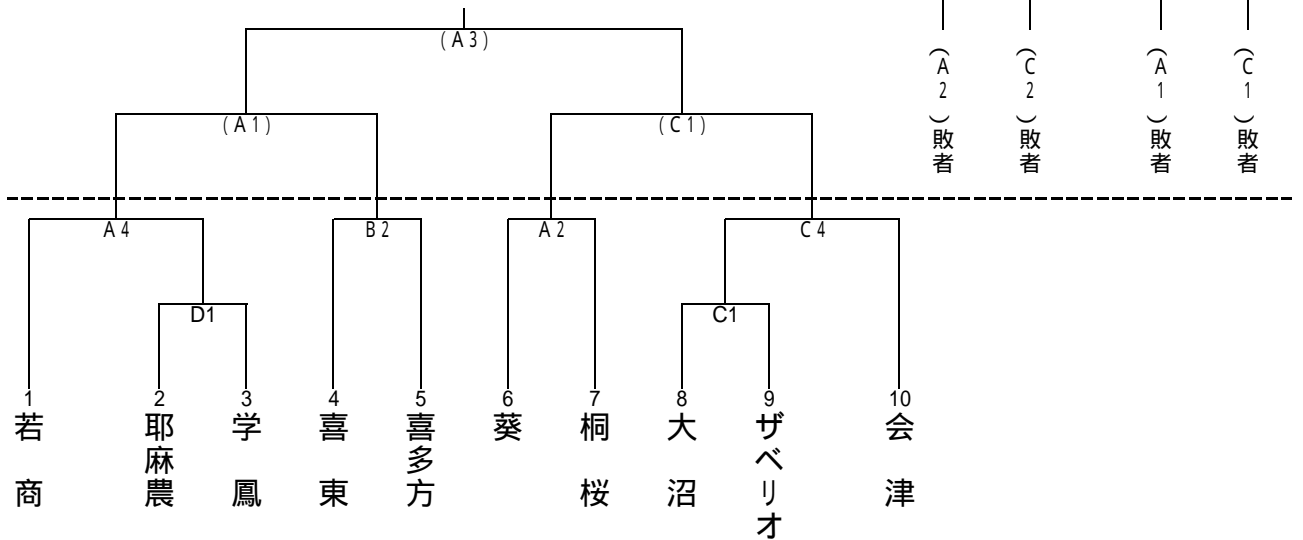 (A3)
(A1)
(C1)
(A2)敗者
(C2)敗者
(A1)敗者
(C1)敗者
A4
B2
A2
C4
D1
C1
1
2
3
4
5
6
7
8
9
10
若商
耶麻農
学鳳
喜東
喜多方
葵
桐桜
大沼
ザベリオ
会津